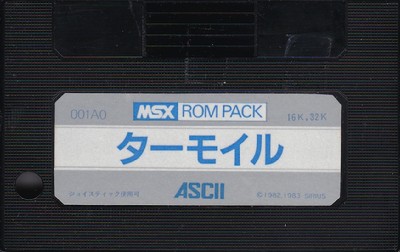 001A0 MSX ROM PACK 16K,32K
ターモイル
ジョイスティック使用可 ASCII ©1982,1983 SIRIUS